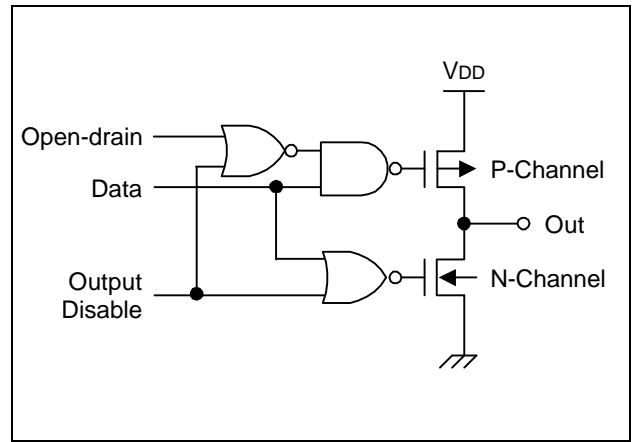 VDD
Open-drain
P-Channel
Data
Out
Output
Disable
N-Channel